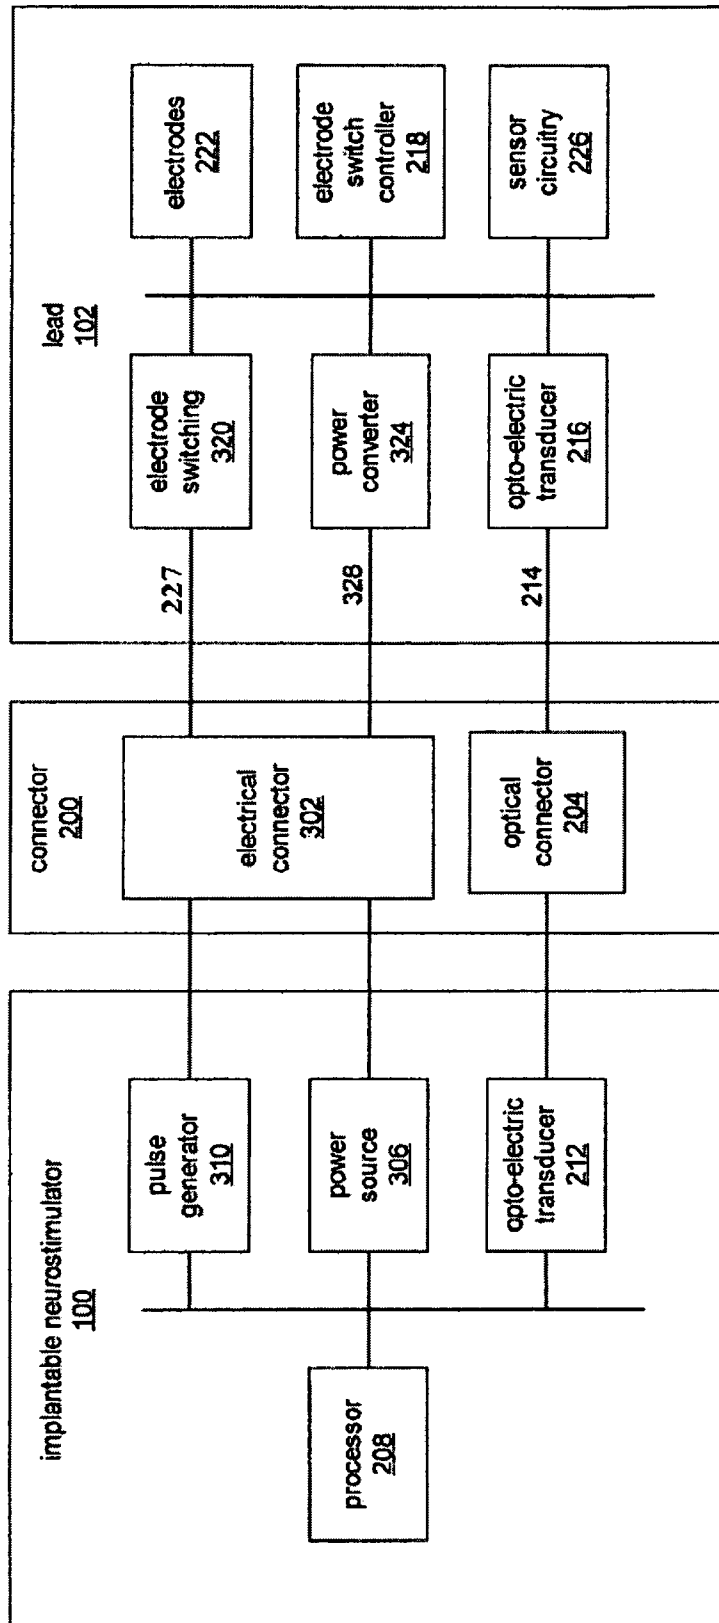 implantable neurostimulator
100
processor
208
pulse
generator
310
power
source
306
opto-electric
transducer
212
connector
200
electrical
connector
302
optical
connector
204
lead
102
227
328
214
electrode
switching
320
power
converter
324
opto-electric
transducer
216
electrodes
222
electrode
switch
controller
218
sensor
circuitry
226